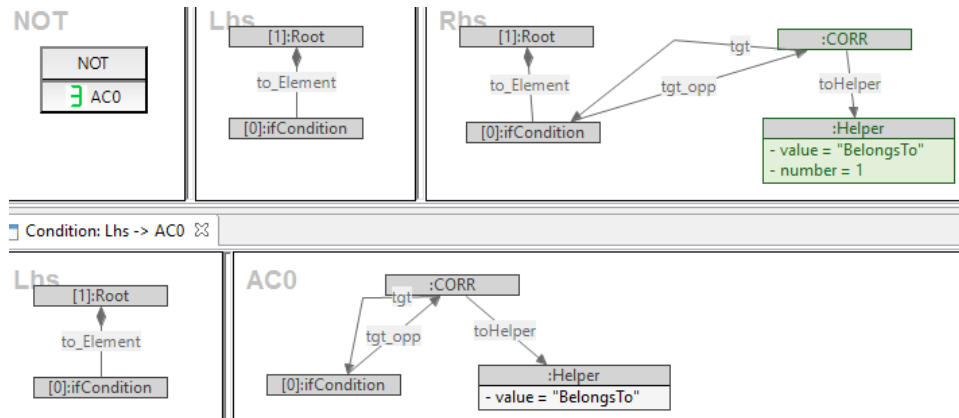 NOT
NOT
∃ AC0
Lhs
[1]:Root
to_Element
[0]:ifCondition
Rhs
[1]:Root
to_Element
[0]:ifCondition
tgt
tgt_opp
:CORR
toHelper
:Helper
- value = "BelongsTo"
- number = 1
Condition: Lhs -> AC0
Lhs
[1]:Root
to_Element
[0]:ifCondition
AC0
:CORR
tgt
tgt_opp
toHelper
[0]:ifCondition
:Helper
- value = "BelongsTo"